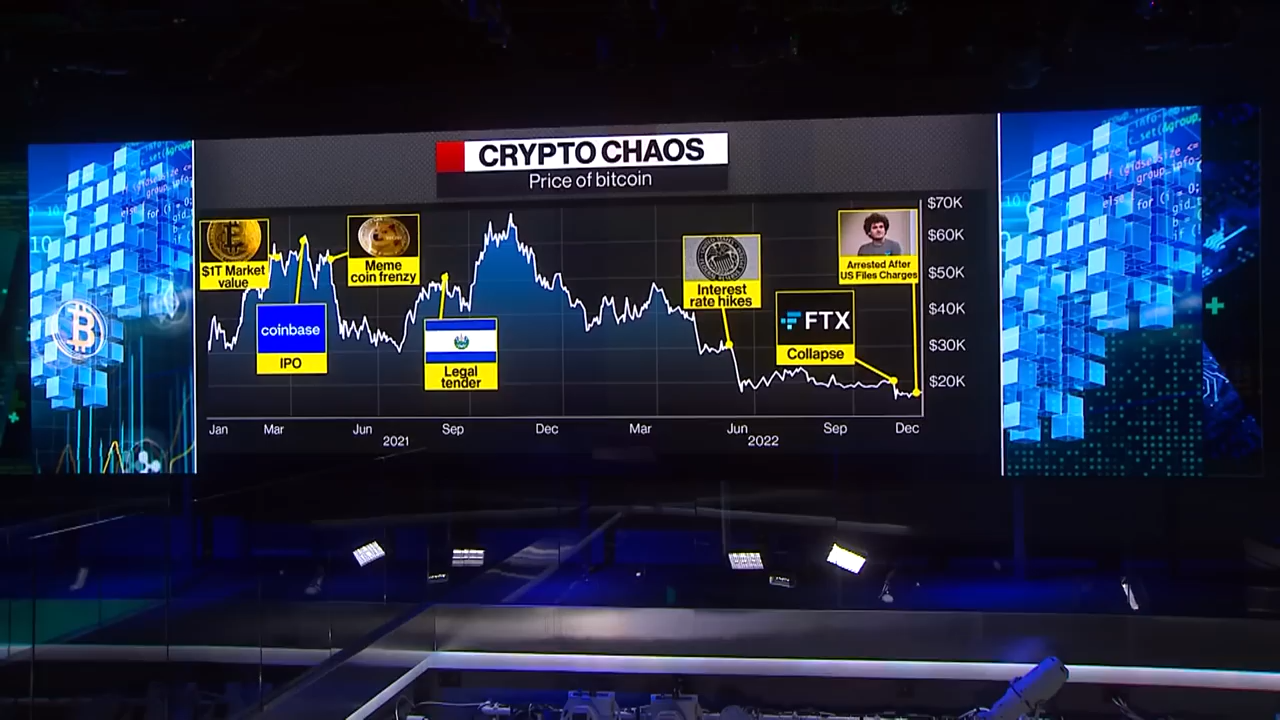 CRYPTO CHAOS
Price of bitcoin
$70K
$60K
$50K
$40K
$30K
$20K
$1T Market
value
coinbase
IPO
Meme
coin frenzy
Legal
tender
Interest
rate hikes
FTX
Collapse
Arrested After
US Files Charges
Jan
Mar
Jun
Sep
Dec
Mar
Jun
Sep
Dec
2021
2022